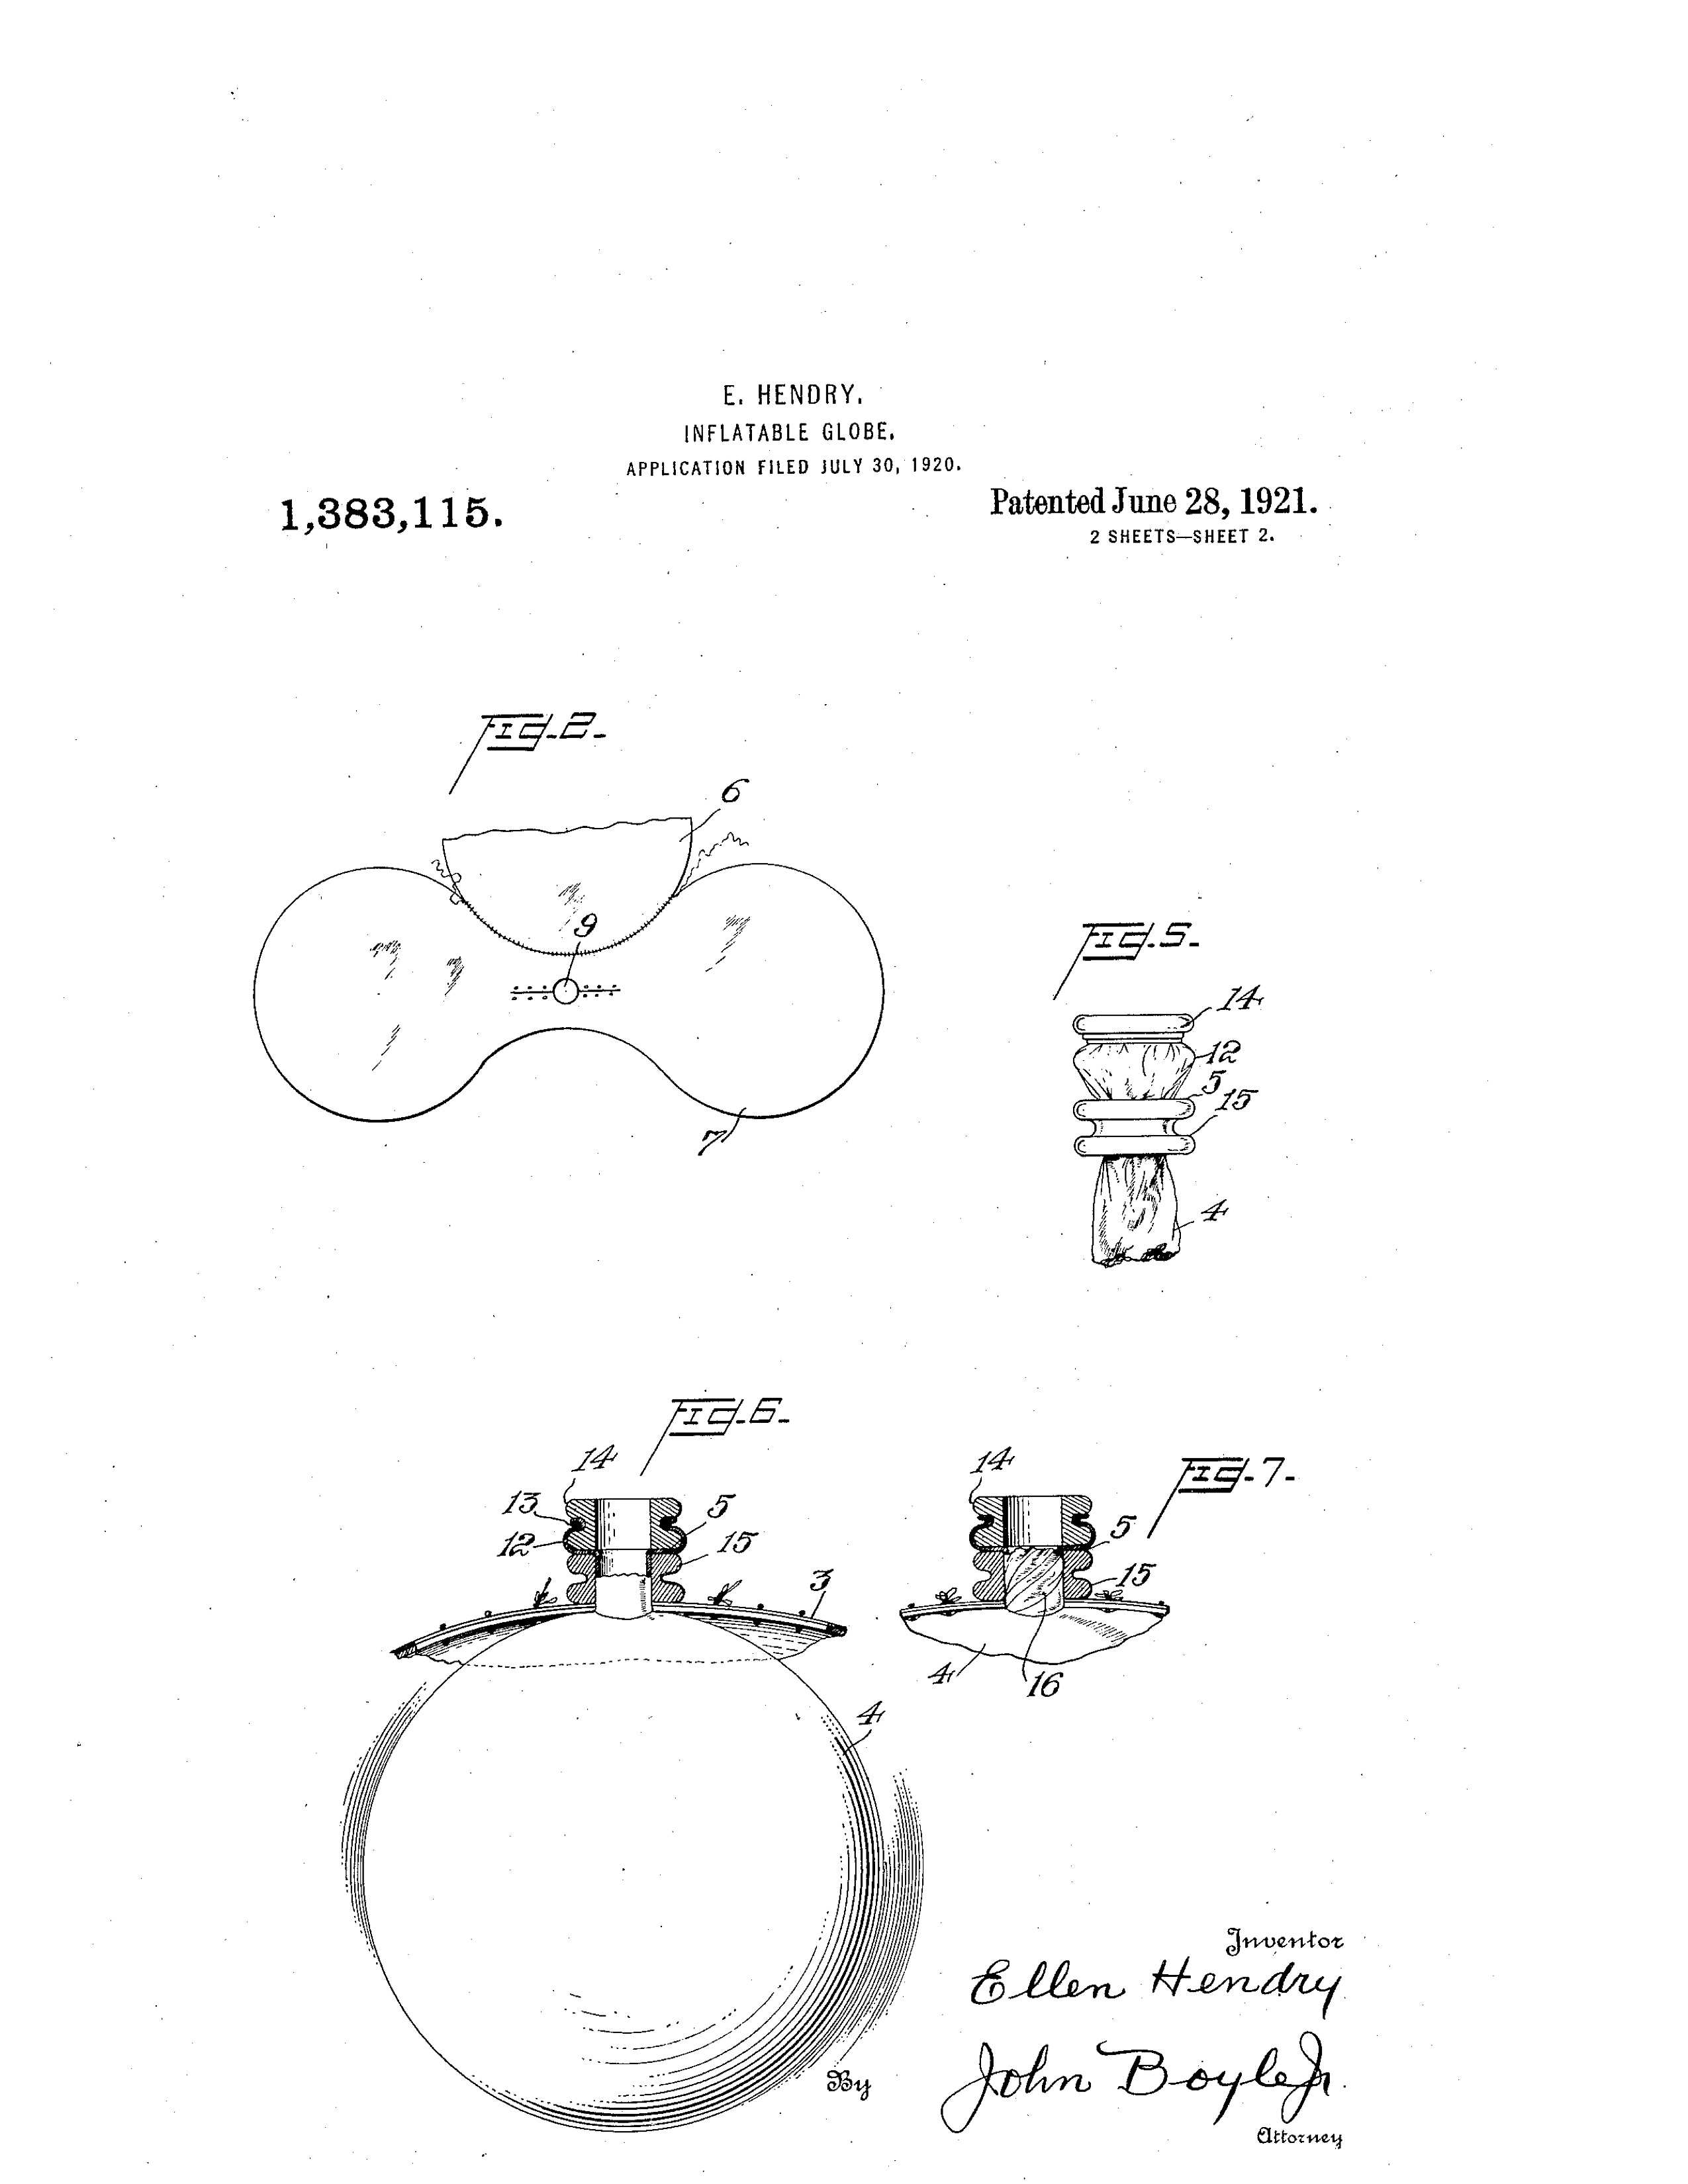 E. HENDRY.
INFLATABLE GLOBE.
APPLICATION FILED JULY 30, 1920.
1,383,115.
Patented June 28, 1921.
2 SHEETS—SHEET 2.
Fig. 2.
6
9
7
Fig. 5.
14
12
5
15
4
Fig. 6.
14
13
5
12
15
3
4
Fig. 7.
14
5
15
4
16
Inventor
Ellen Hendry
By
John Boyle Jr.
Attorney